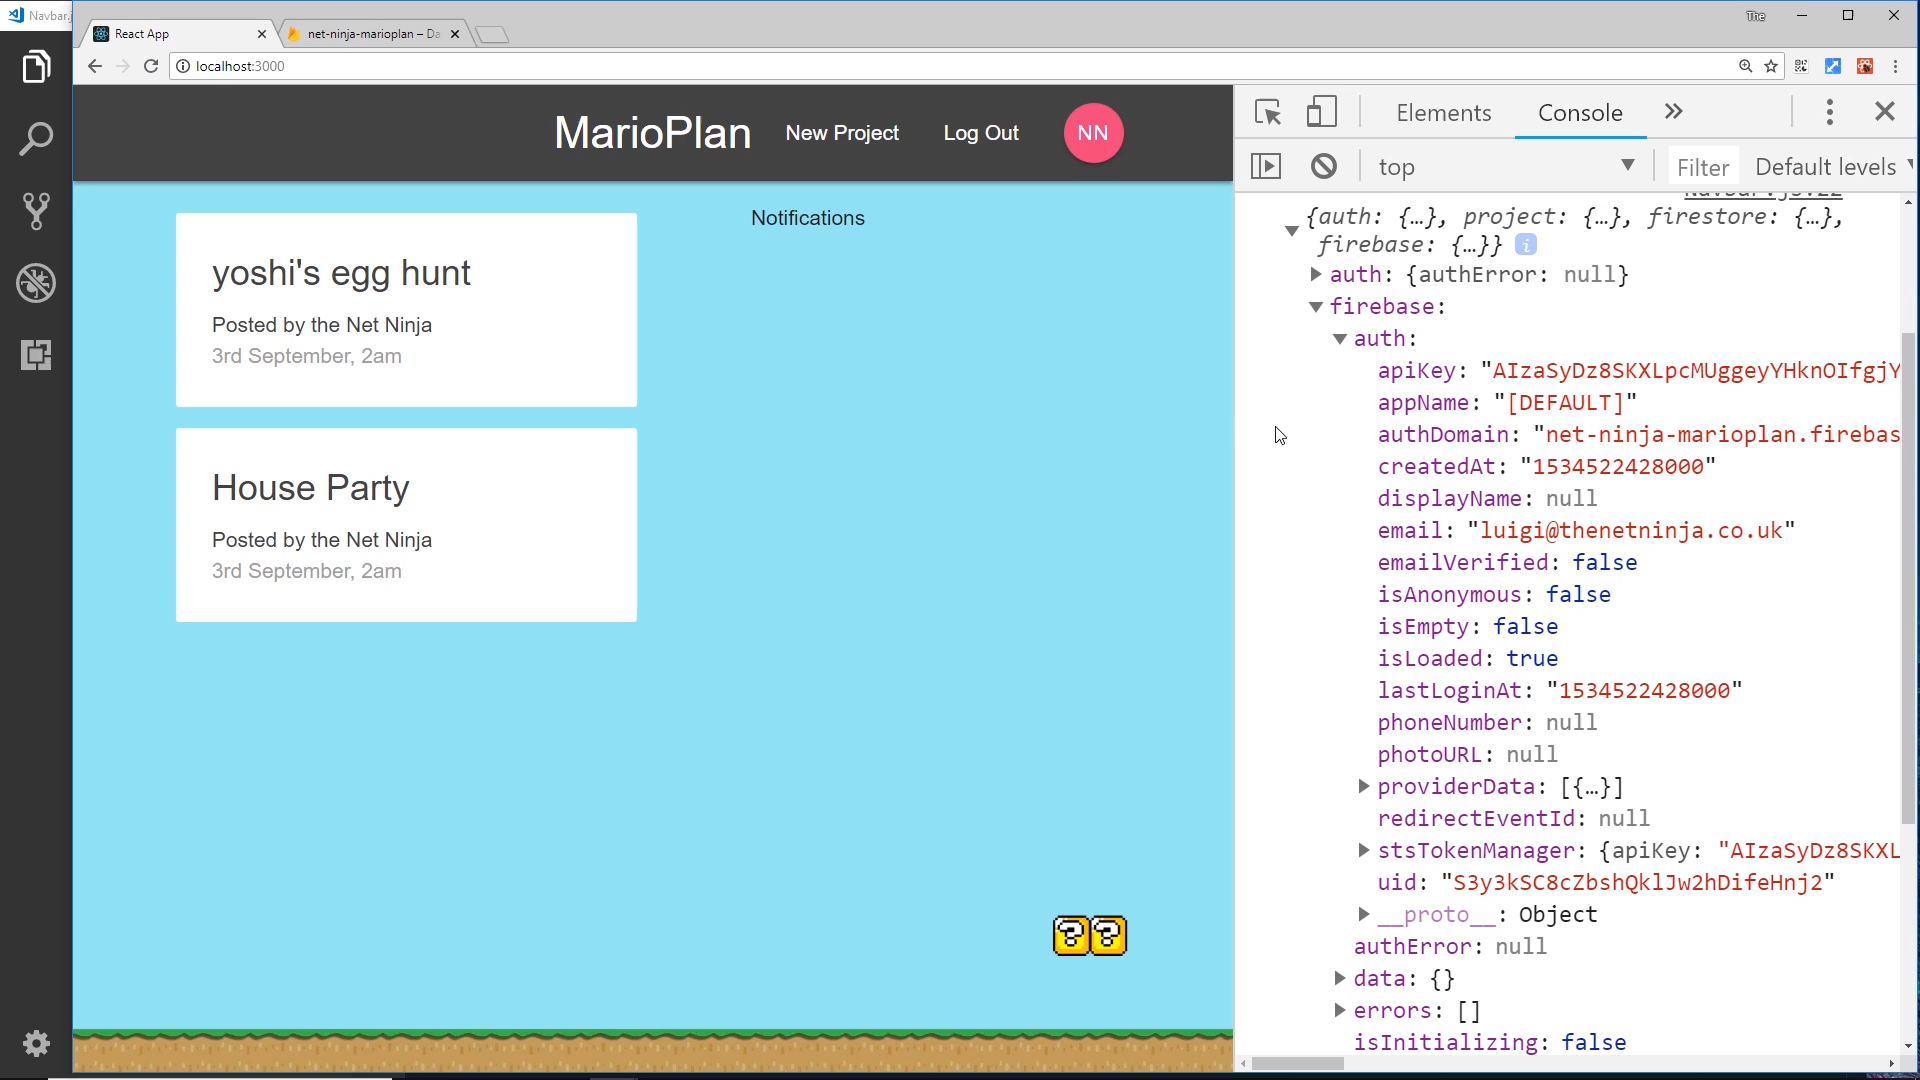 Navbar.j
React App
net-ninja-marioplan – Da
The
localhost:3000
MarioPlan
New Project
Log Out
NN
Notifications
yoshi's egg hunt
Posted by the Net Ninja
3rd September, 2am
House Party
Posted by the Net Ninja
3rd September, 2am
Elements
Console
top
Filter
Default levels
Navbar.js:22
{auth: {…}, project: {…}, firestore: {…},
firebase: {…}} i
auth: {authError: null}
firebase:
auth:
apiKey: "AIzaSyDz8SKXLpcMUggeyYHknOIfgjY
appName: "[DEFAULT]"
authDomain: "net-ninja-marioplan.firebas
createdAt: "1534522428000"
displayName: null
email: "luigi@thenetninja.co.uk"
emailVerified: false
isAnonymous: false
isEmpty: false
isLoaded: true
lastLoginAt: "1534522428000"
phoneNumber: null
photoURL: null
providerData: [{…}]
redirectEventId: null
stsTokenManager: {apiKey: "AIzaSyDz8SKXL
uid: "S3y3kSC8cZbshQklJw2hDifeHnj2"
__proto__: Object
authError: null
data: {}
errors: []
isInitializing: false